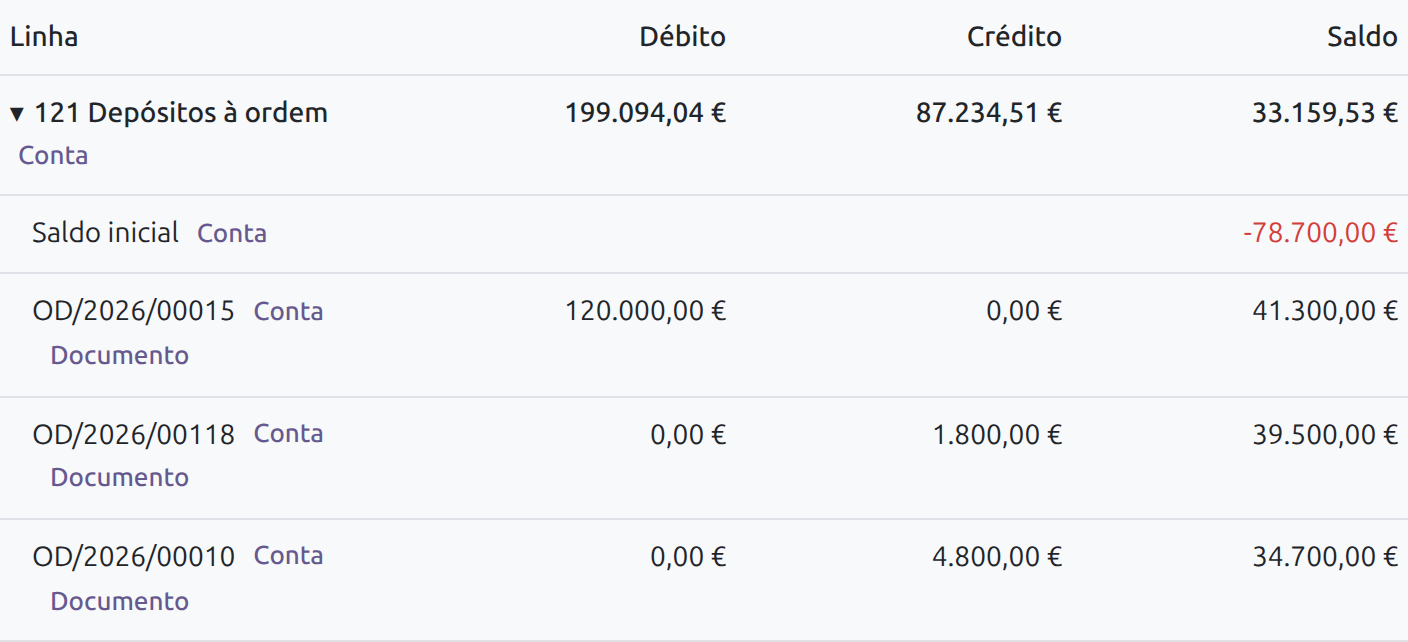 Linha Débito Crédito Saldo
▼ 121 Depósitos à ordem 199.094,04 € 87.234,51 € 33.159,53 €
Conta
Saldo inicial Conta -78.700,00 €
OD/2026/00015 Conta 120.000,00 € 0,00 € 41.300,00 €
Documento
OD/2026/00118 Conta 0,00 € 1.800,00 € 39.500,00 €
Documento
OD/2026/00010 Conta 0,00 € 4.800,00 € 34.700,00 €
Documento